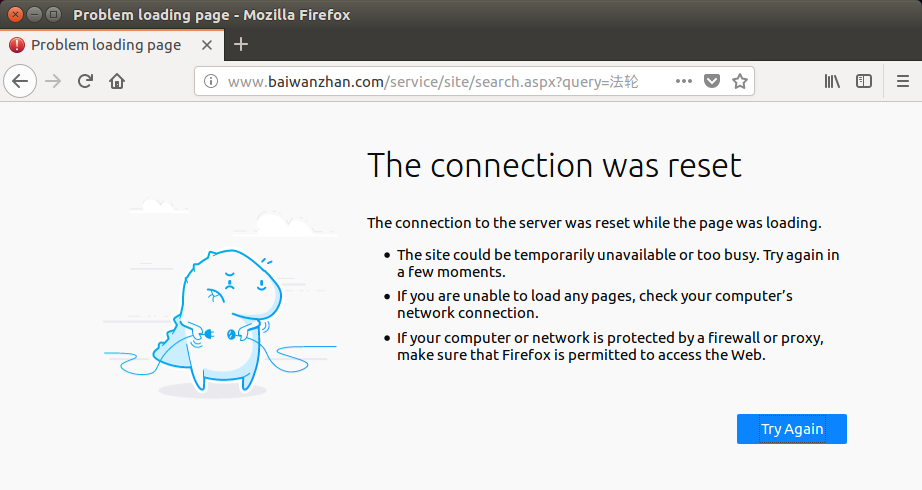 Problem loading page - Mozilla Firefox
Problem loading page
www.baiwanzhan.com/service/site/search.aspx?query=法轮
The connection was reset
The connection to the server was reset while the page was loading.
The site could be temporarily unavailable or too busy. Try again in
a few moments.
If you are unable to load any pages, check your computer’s
network connection.
If your computer or network is protected by a firewall or proxy,
make sure that Firefox is permitted to access the Web.
Try Again